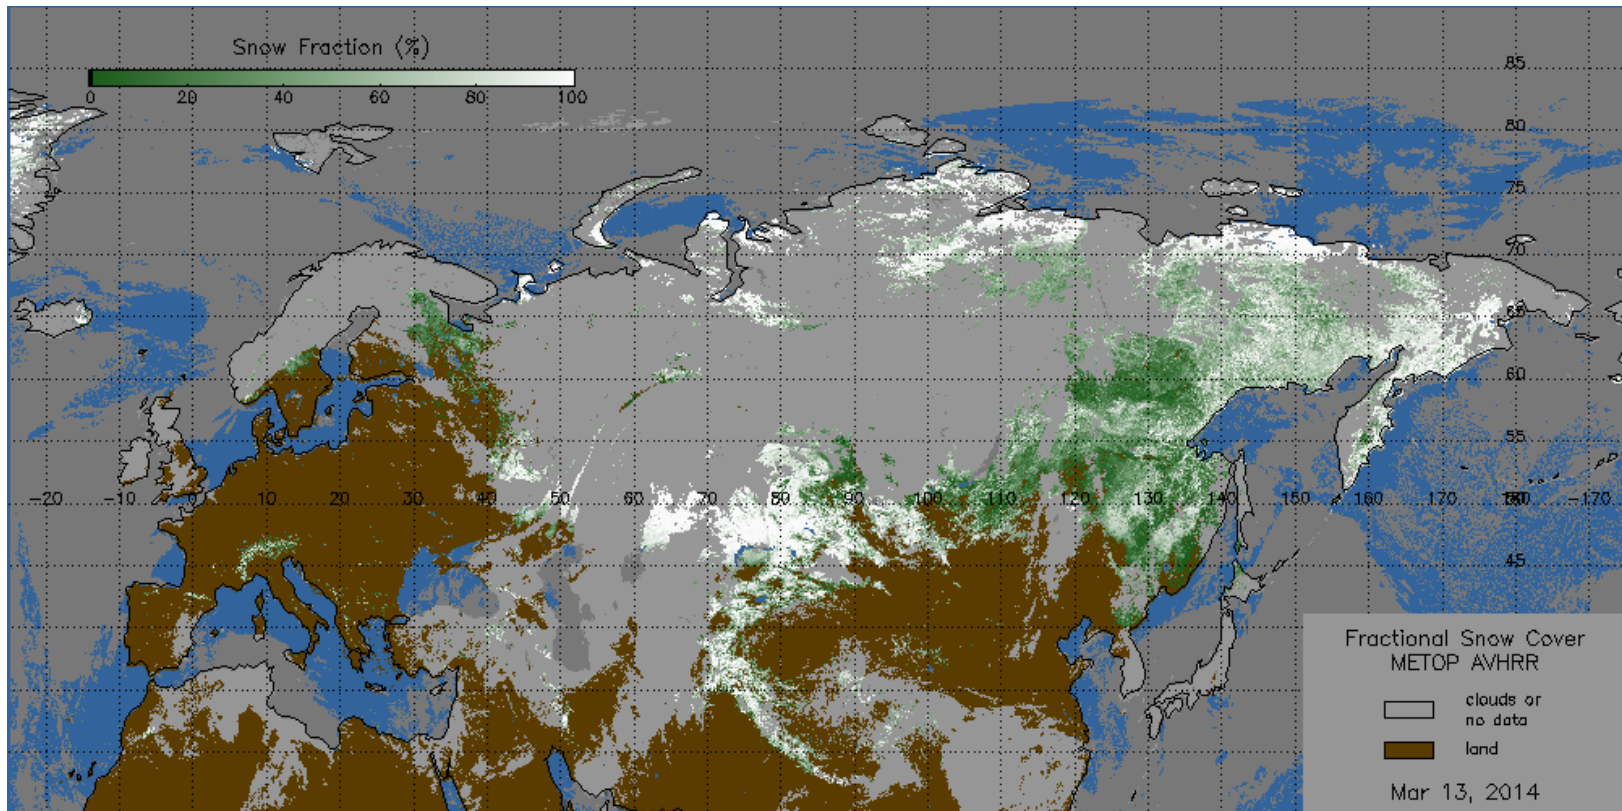 Snow Fraction (%)
0 20 40 60 80 100
85
80
75
70
65
60
55
-20 -10 0 10 20 30 40 50 60 70 80 90 100 110 120 130 140 150 160 170 180 -170
45
Fractional Snow Cover
METOP AVHRR
clouds or
no data
land
Mar 13, 2014